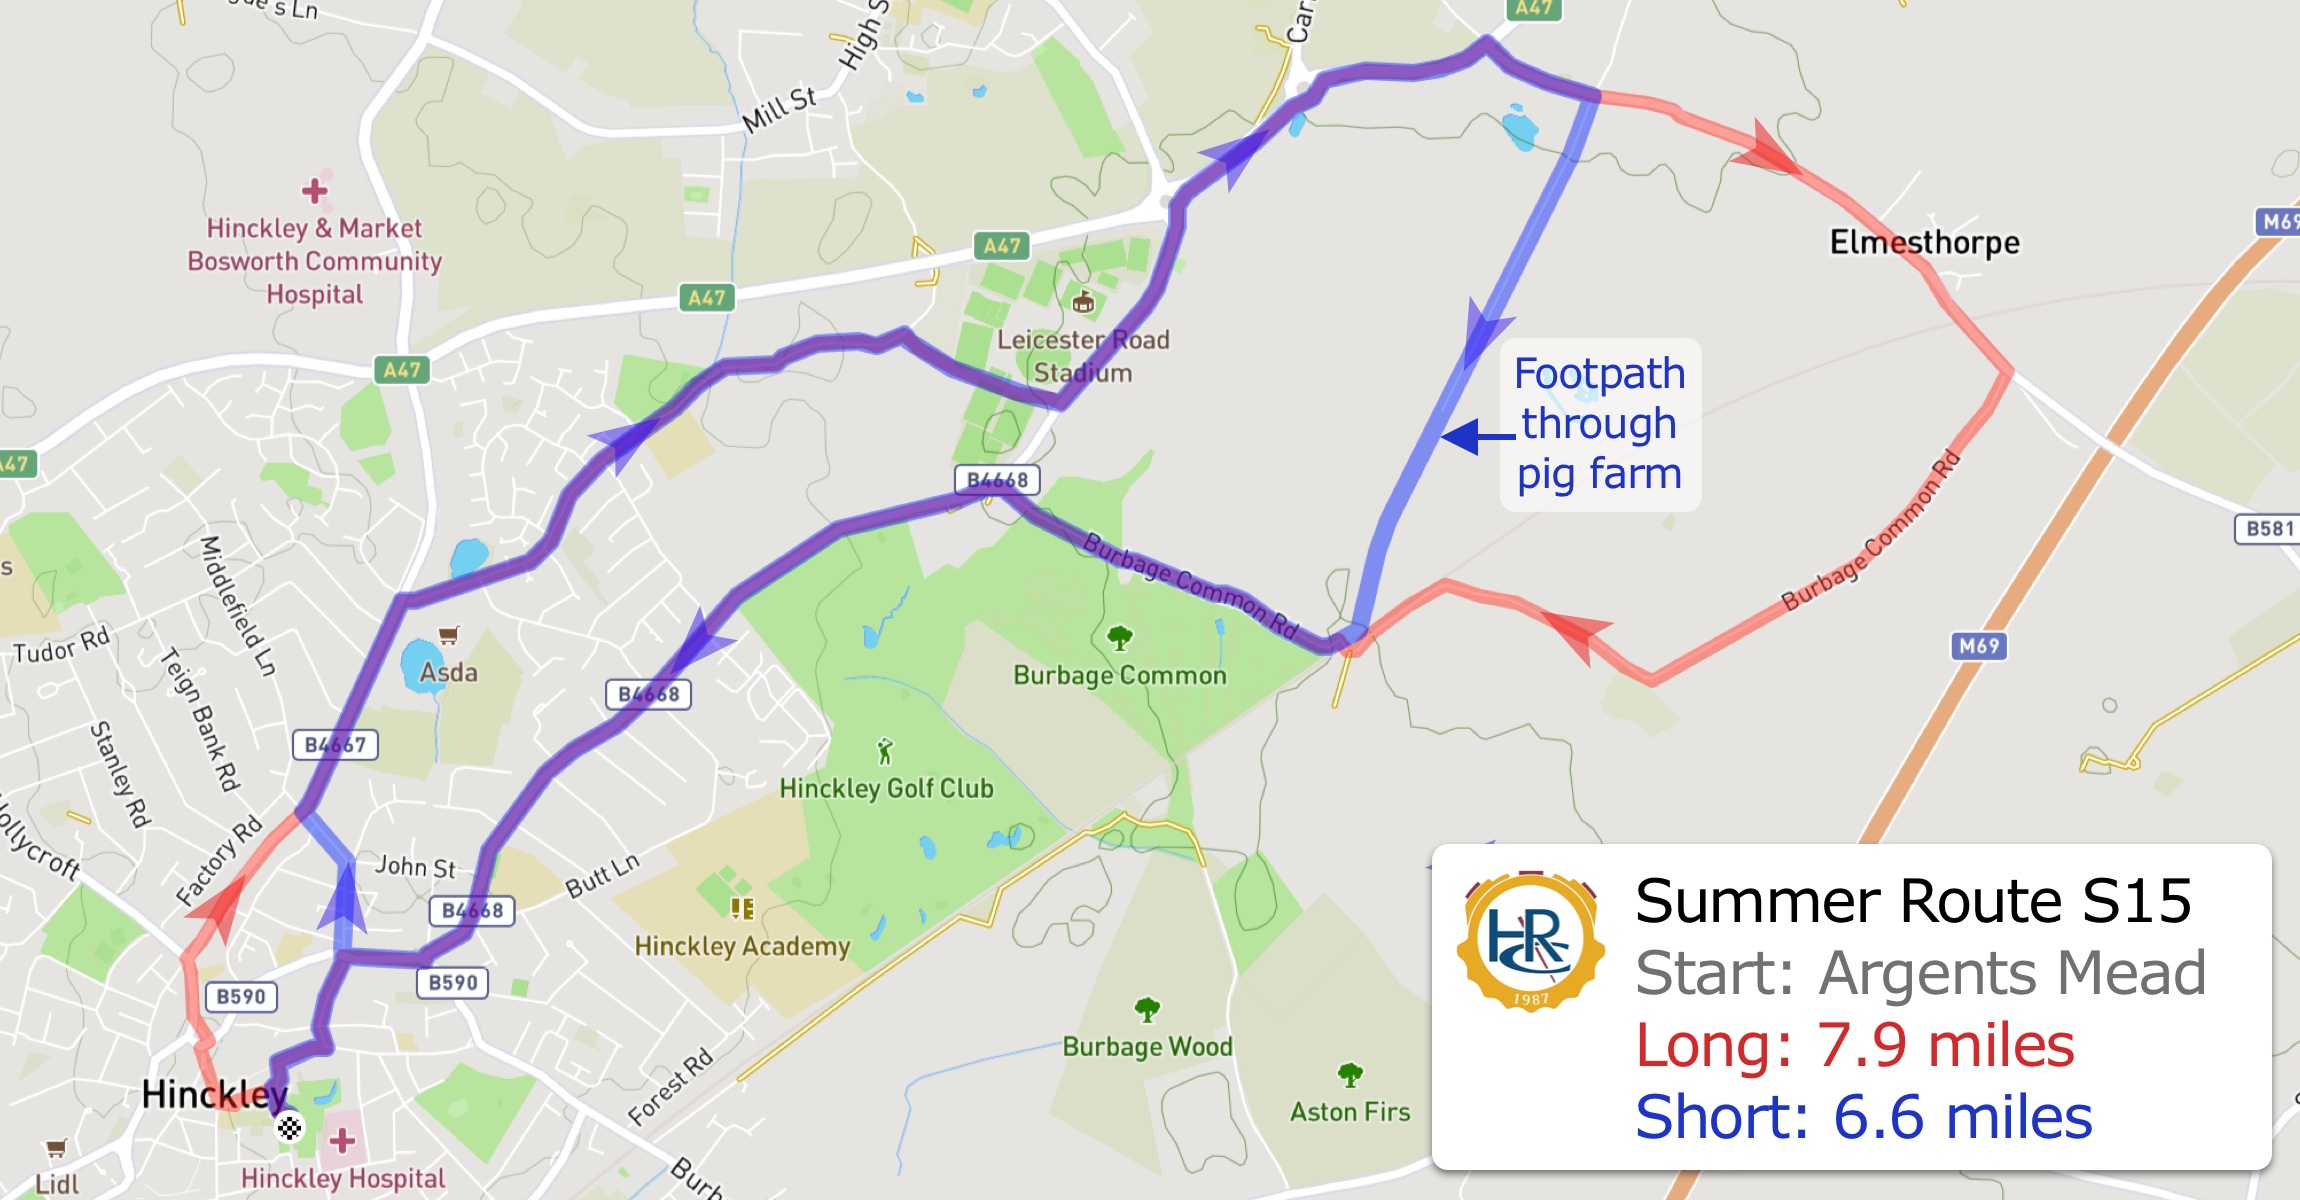 A47
High S
Mill St
Hinckley & Market
Bosworth Community
Hospital
A47
A47
A47
A47
Leicester Road
Stadium
Elmesthorpe
M69
Footpath
through
pig farm
B4668
Burbage Common Rd
Burbage Common Rd
B581
Middlefield Ln
Tudor Rd
Teign Bank Rd
Asda
Stanley Rd
B4668
B4667
Burbage Common
M69
Hinckley Golf Club
Factory Rd
John St
Butt Ln
B4668
Hinckley Academy
B590
B590
Burbage Wood
Aston Firs
Forest Rd
Hinckley
Hinckley Hospital
Lidl
Burb
ollycroft
HR
1987
Summer Route S15
Start: Argents Mead
Long: 7.9 miles
Short: 6.6 miles